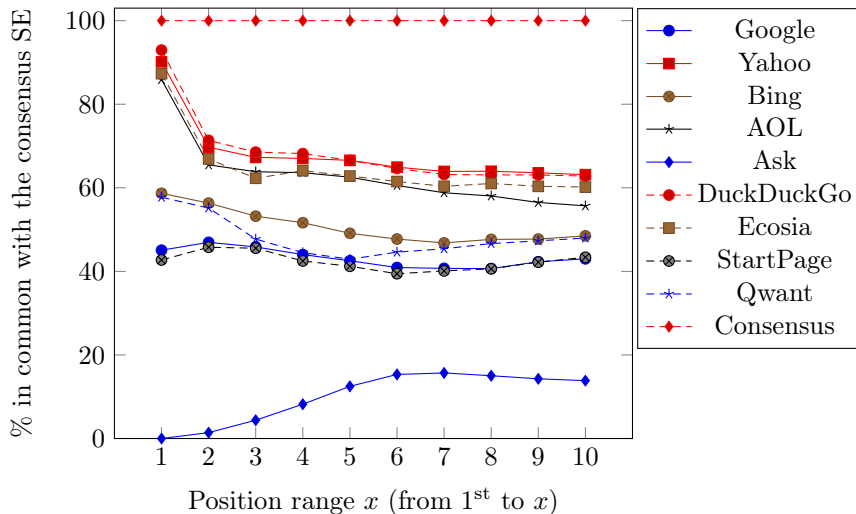 % in common with the consensus SE
100
80
60
40
20
0
1 2 3 4 5 6 7 8 9 10
Position range x (from 1st to x)
Google
Yahoo
Bing
AOL
Ask
DuckDuckGo
Ecosia
StartPage
Qwant
Consensus